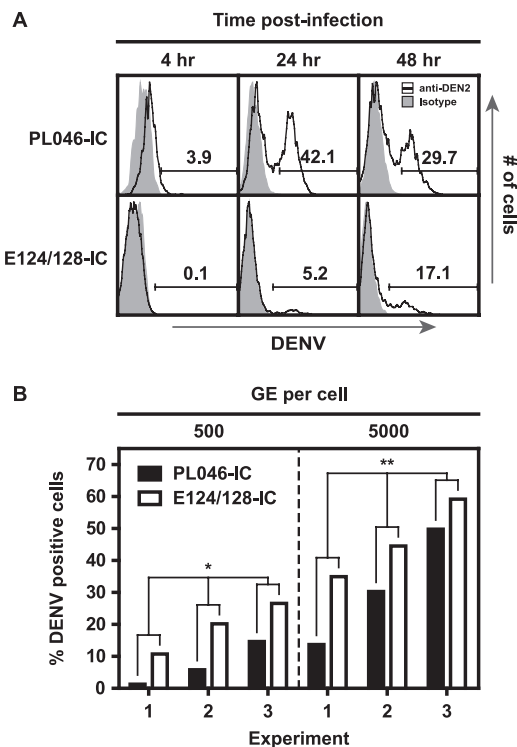 A
Time post-infection
4 hr 24 hr 48 hr
PL046-IC
3.9 42.1 29.7
anti-DEN2
Isotype
E124/128-IC
0.1 5.2 17.1
# of cells
DENV
B
GE per cell
500 5000
% DENV positive cells
70
60
50
40
30
20
10
0
PL046-IC
E124/128-IC
*
**
1 2 3 1 2 3
Experiment